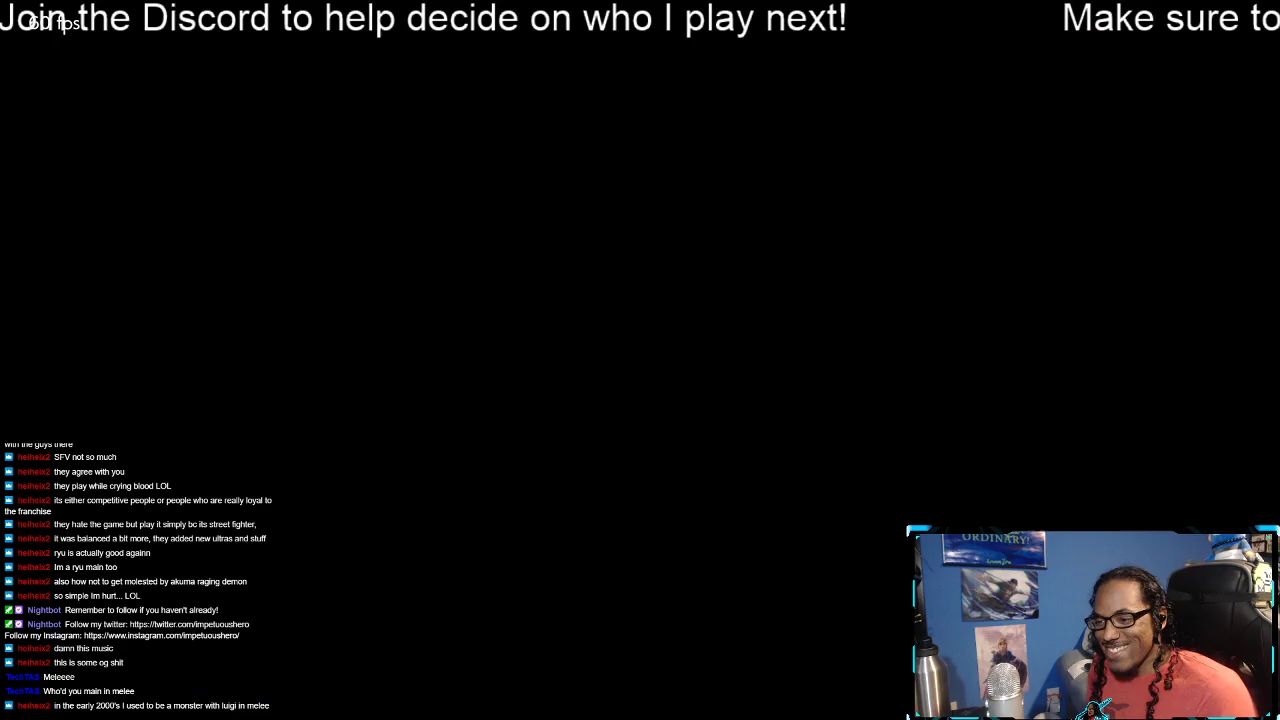 Join the Discord to help decide on who I play next! Make sure to
60 fps
with the guys there
heiheix2 SFV not so much
heiheix2 they agree with you
heiheix2 they play while crying blood LOL
heiheix2 its either competitive people or people who are really loyal to
the franchise
heiheix2 they hate the game but play it simply bc its street fighter,
heiheix2 it was balanced a bit more, they added new ultras and stuff
heiheix2 ryu is actually good againn
heiheix2 Im a ryu main too
heiheix2 also how not to get molested by akuma raging demon
heiheix2 so simple Im hurt... LOL
Nightbot Remember to follow if you haven't already!
Nightbot Follow my twitter: https://twitter.com/impetuoushero
Follow my Instagram: https://www.instagram.com/impetuoushero/
heiheix2 damn this music
heiheix2 this is some og shit
TechTAS Meleeee
TechTAS Who'd you main in melee
heiheix2 in the early 2000's I used to be a monster with luigi in melee
ORDINARY!